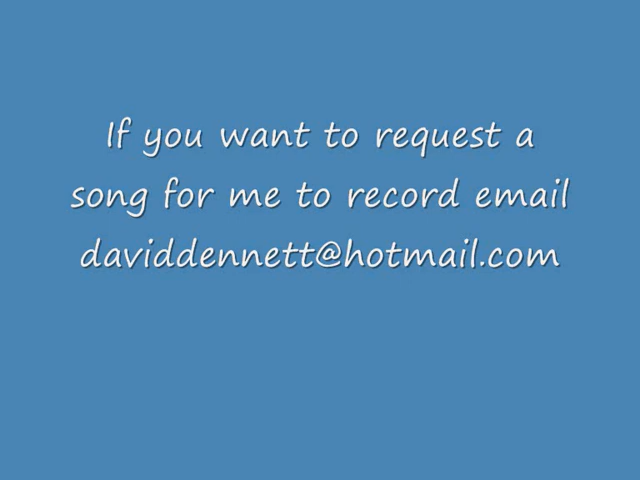 If you want to request a
song for me to record email
daviddennett@hotmail.com